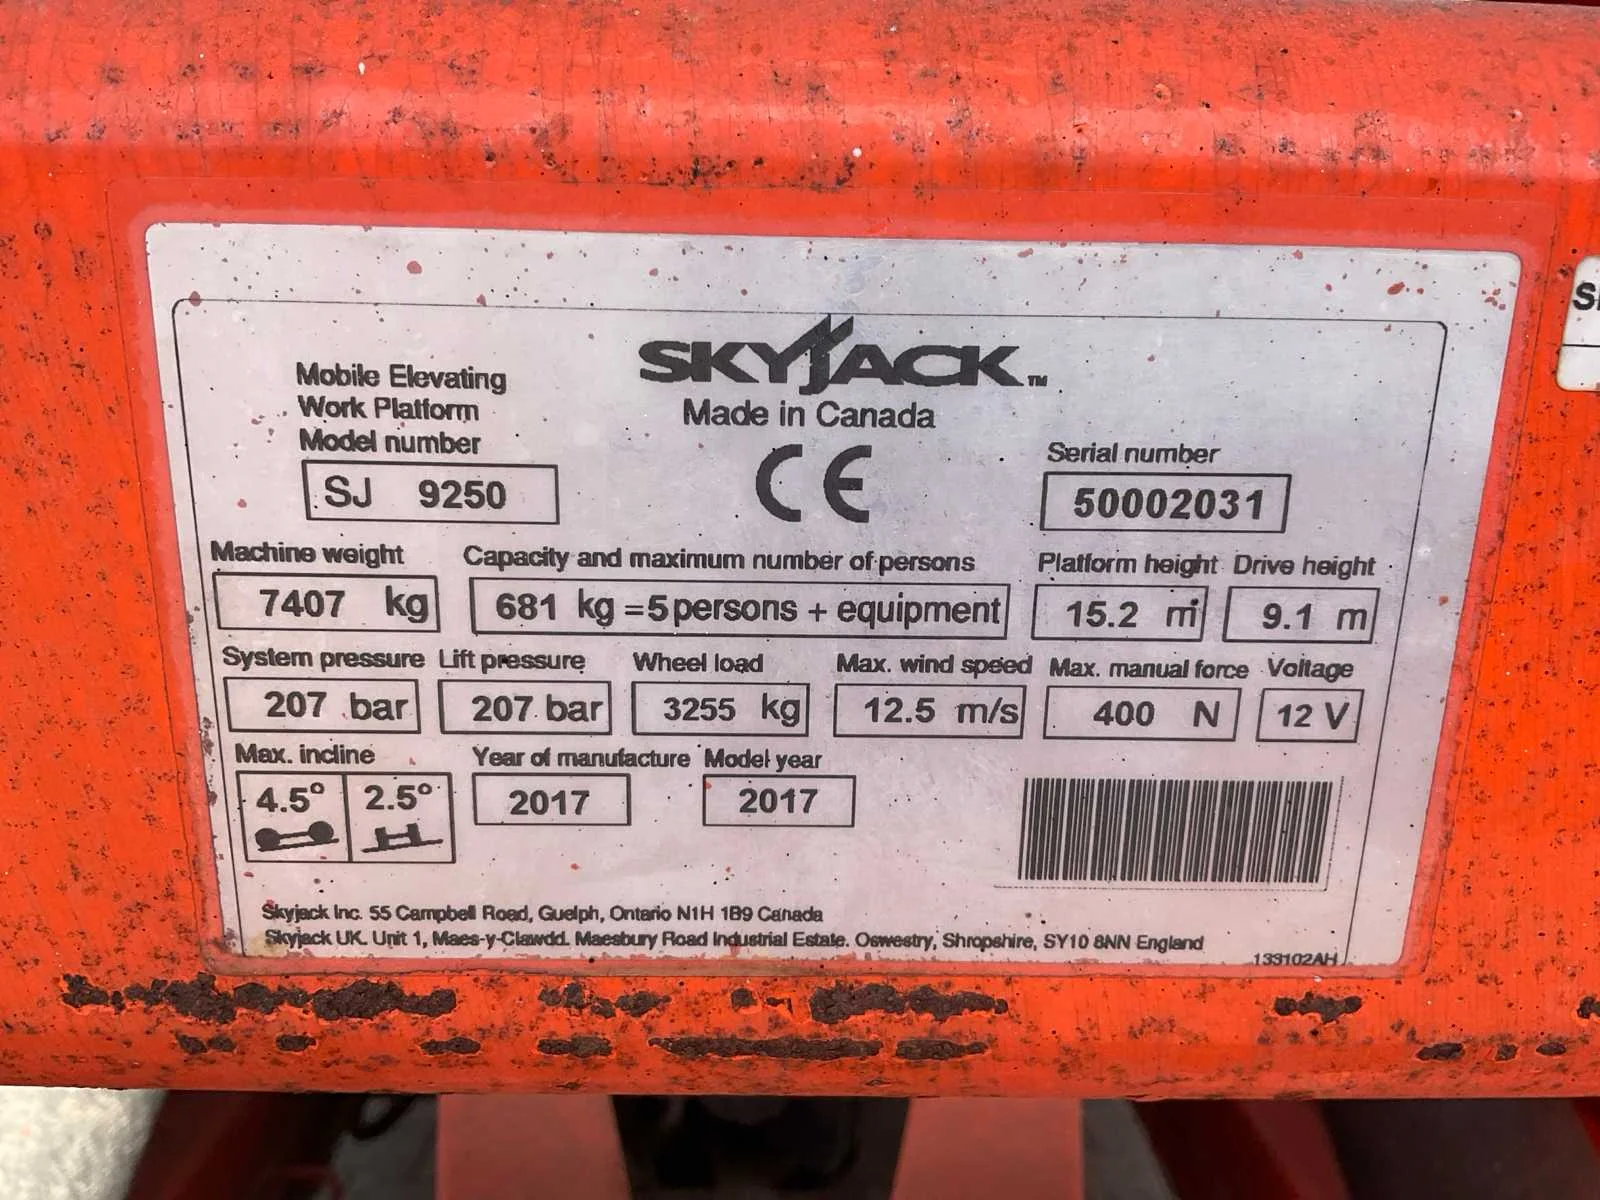 SKYJACK™
Made in Canada
CE
Mobile Elevating
Work Platform
Model number
SJ 9250
Serial number
50002031
Machine weight
7407 kg
Capacity and maximum number of persons
681 kg =5 persons + equipment
Platform height
15.2 m
Drive height
9.1 m
System pressure
207 bar
Lift pressure
207 bar
Wheel load
3255 kg
Max. wind speed
12.5 m/s
Max. manual force
400 N
Voltage
12 V
Max. incline
4.5° 2.5°
Year of manufacture
2017
Model year
2017
Skyjack Inc. 55 Campbell Road, Guelph, Ontario N1H 1B9 Canada
Skyjack UK. Unit 1, Maes-y-Clawdd. Maesbury Road Industrial Estate. Oswestry, Shropshire, SY10 8NN England
133102AH